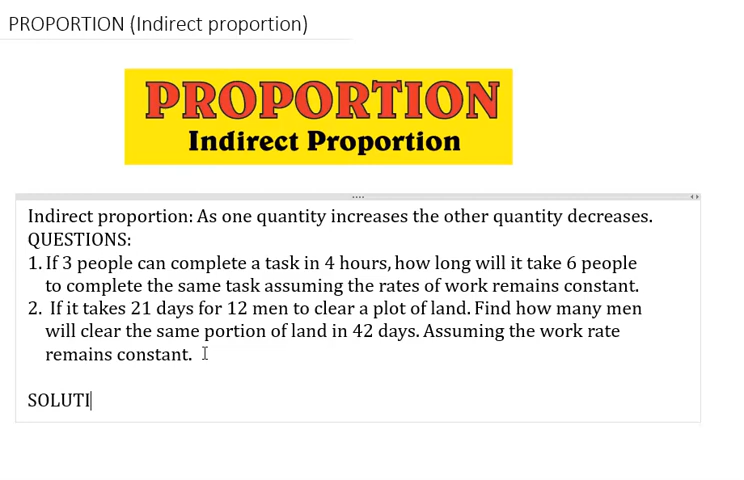 PROPORTION (Indirect proportion)
PROPORTION
Indirect Proportion
Indirect proportion: As one quantity increases the other quantity decreases.
QUESTIONS:
1. If 3 people can complete a task in 4 hours, how long will it take 6 people
to complete the same task assuming the rates of work remains constant.
2. If it takes 21 days for 12 men to clear a plot of land. Find how many men
will clear the same portion of land in 42 days. Assuming the work rate
remains constant.
SOLUTI